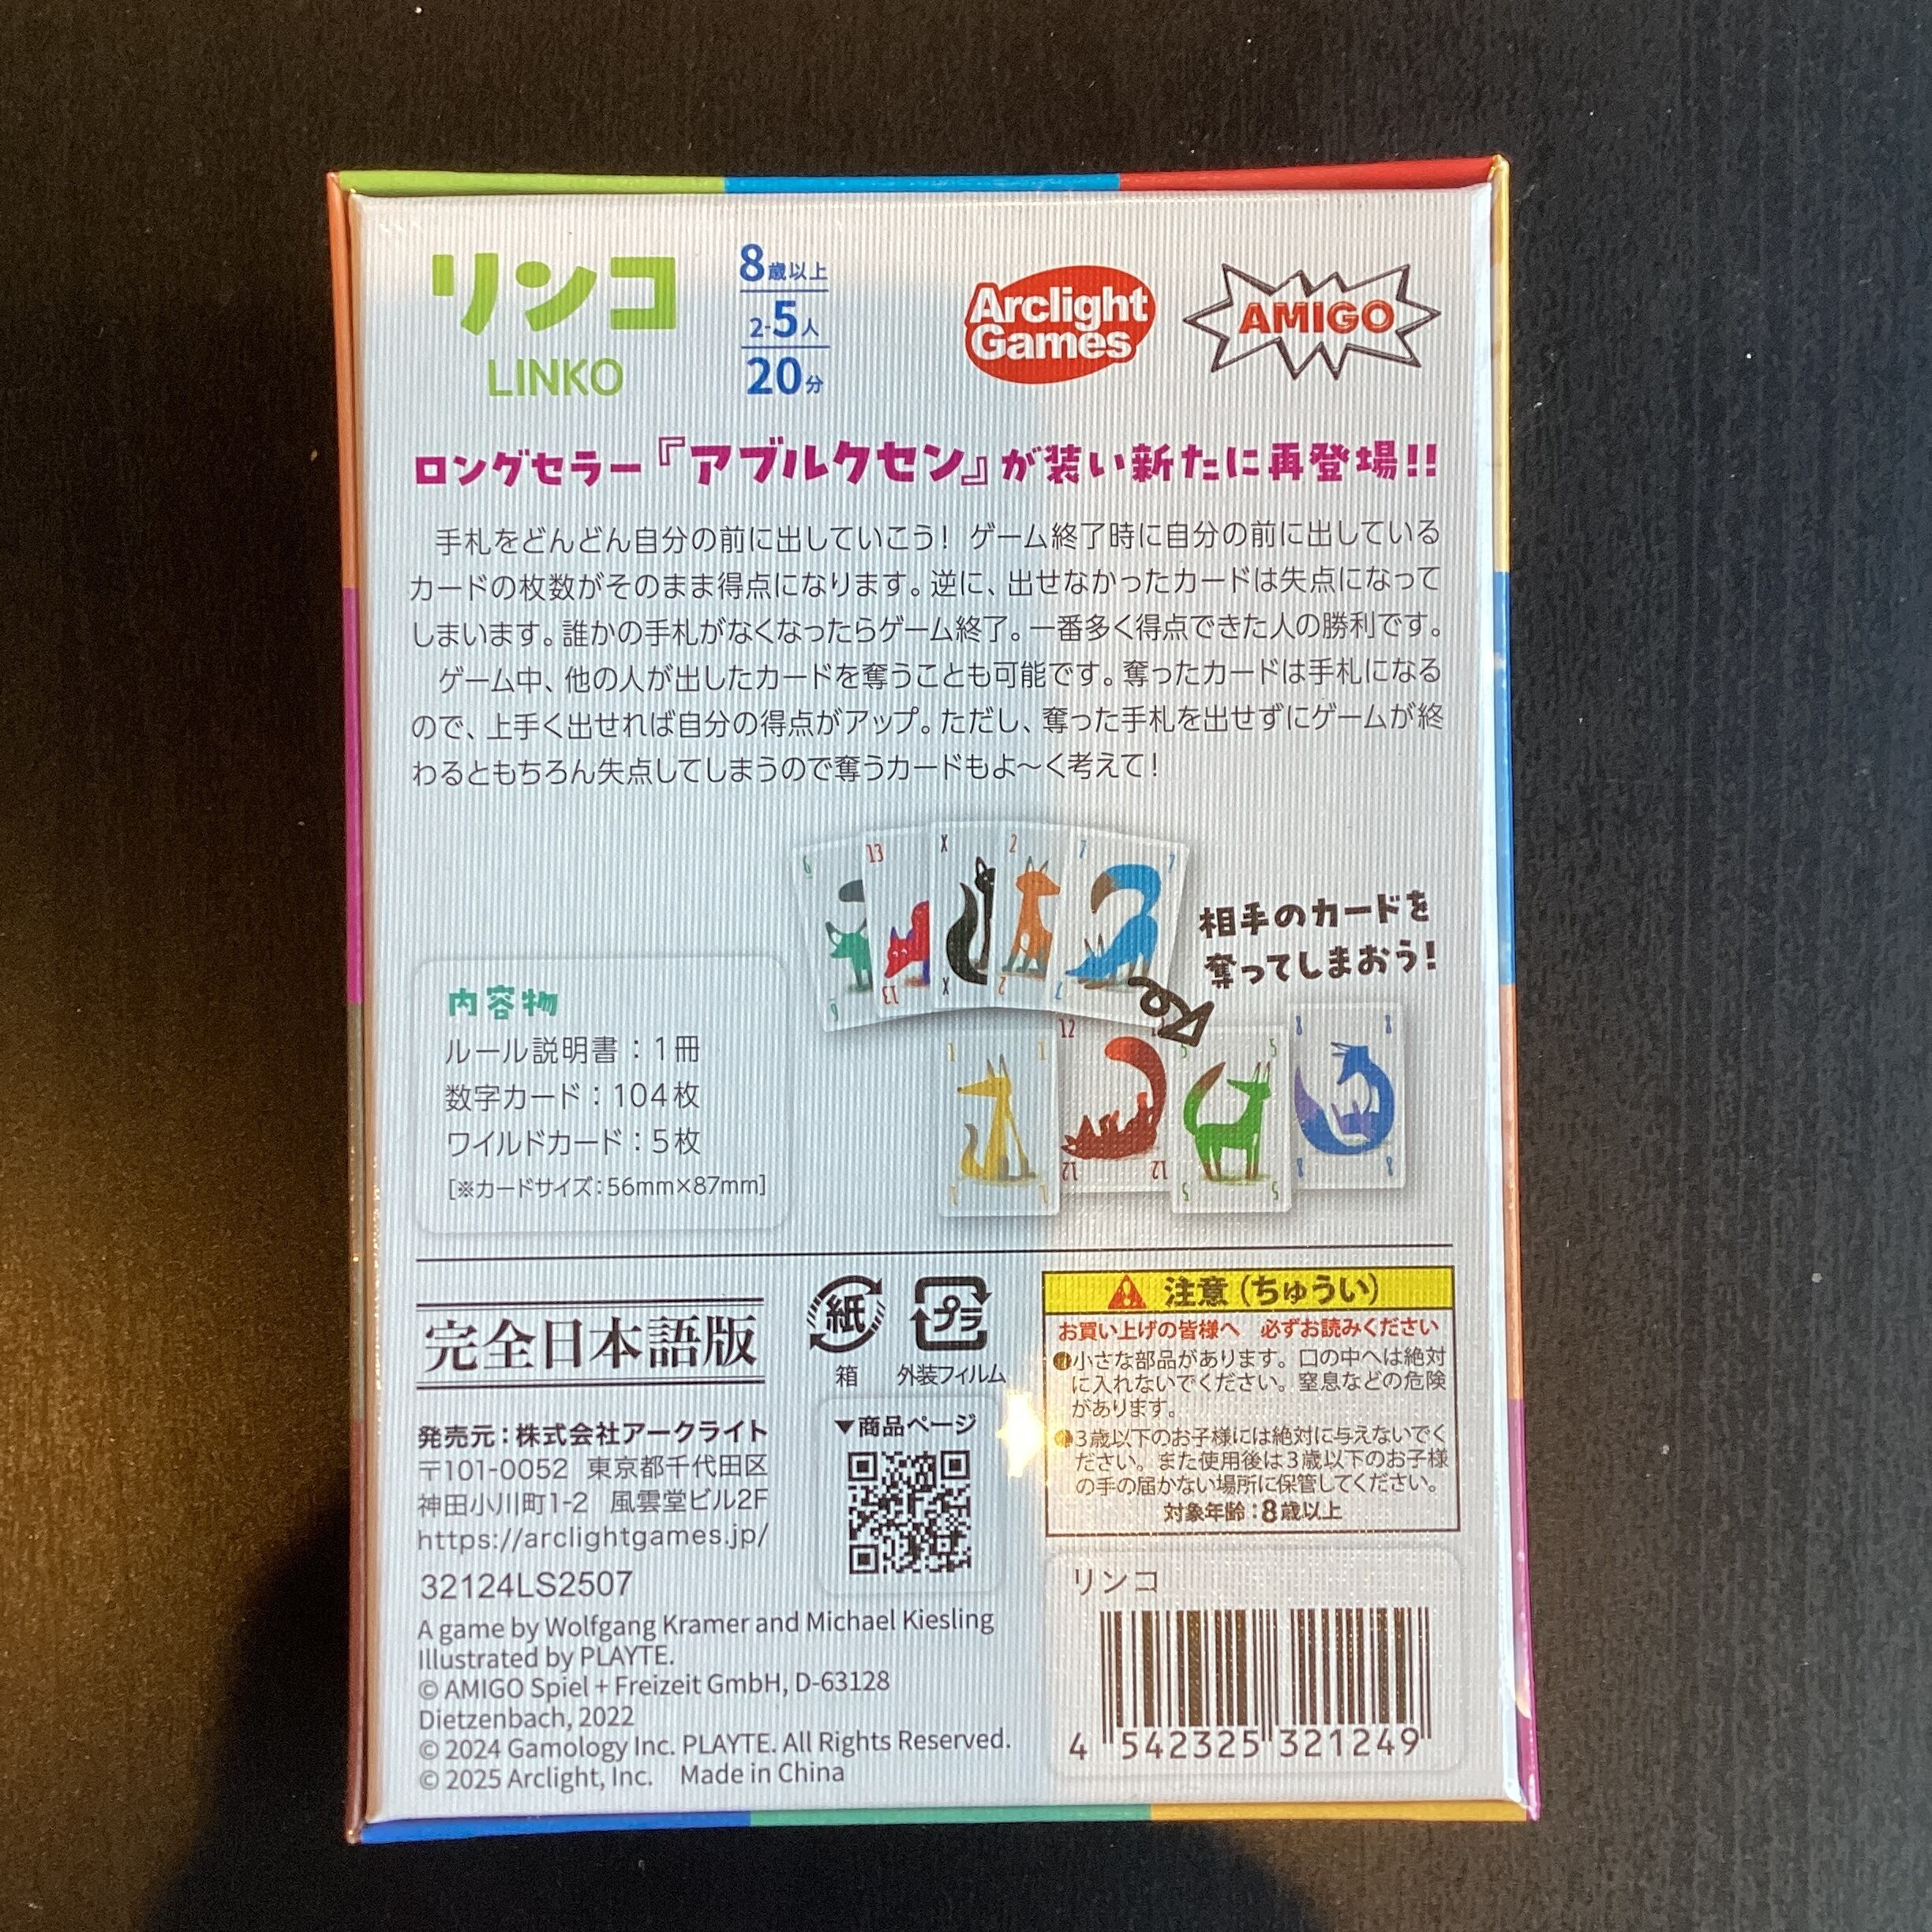 リンコ
LINKO
8歳以上
2-5人
20分
Arclight
Games
AMIGO
ロングセラー『アブルクセン』が装い新たに再登場!!
手札をどんどん自分の前に出していこう！ ゲーム終了時に自分の前に出している
カードの枚数がそのまま得点になります。逆に、出せなかったカードは失点になって
しまいます。誰かの手札がなくなったらゲーム終了。一番多く得点できた人の勝利です。
ゲーム中、他の人が出したカードを奪うことも可能です。奪ったカードは手札になる
ので、上手く出せれば自分の得点がアップ。ただし、奪った手札を出せずにゲームが終
わるともちろん失点してしまうので奪うカードもよ〜く考えて！
6
13
X
2
7
7
6
13
X
2
7
相手のカードを
奪ってしまおう！
1
1
12
5
5
8
8
1
1
12
12
5
5
8
8
内容物
ルール説明書：1冊
数字カード：104枚
ワイルドカード：5枚
[※カードサイズ：56mm×87mm]
完全日本語版
紙
箱
プラ
外装フィルム
発売元：株式会社アークライト
〒101-0052 東京都千代田区
神田小川町1-2 風雲堂ビル2F
https://arclightgames.jp/
32124LS2507
▼商品ページ
A game by Wolfgang Kramer and Michael Kiesling
Illustrated by PLAYTE.
© AMIGO Spiel + Freizeit GmbH, D-63128
Dietzenbach, 2022
© 2024 Gamology Inc. PLAYTE. All Rights Reserved.
© 2025 Arclight, Inc. Made in China
注意（ちゅうい）
お買い上げの皆様へ 必ずお読みください
●小さな部品があります。口の中へは絶対
に入れないでください。窒息などの危険
があります。
●3歳以下のお子様には絶対に与えないでく
ださい。また使用後は3歳以下のお子様
の手の届かない場所に保管してください。
対象年齢：8歳以上
リンコ
4 542325 321249